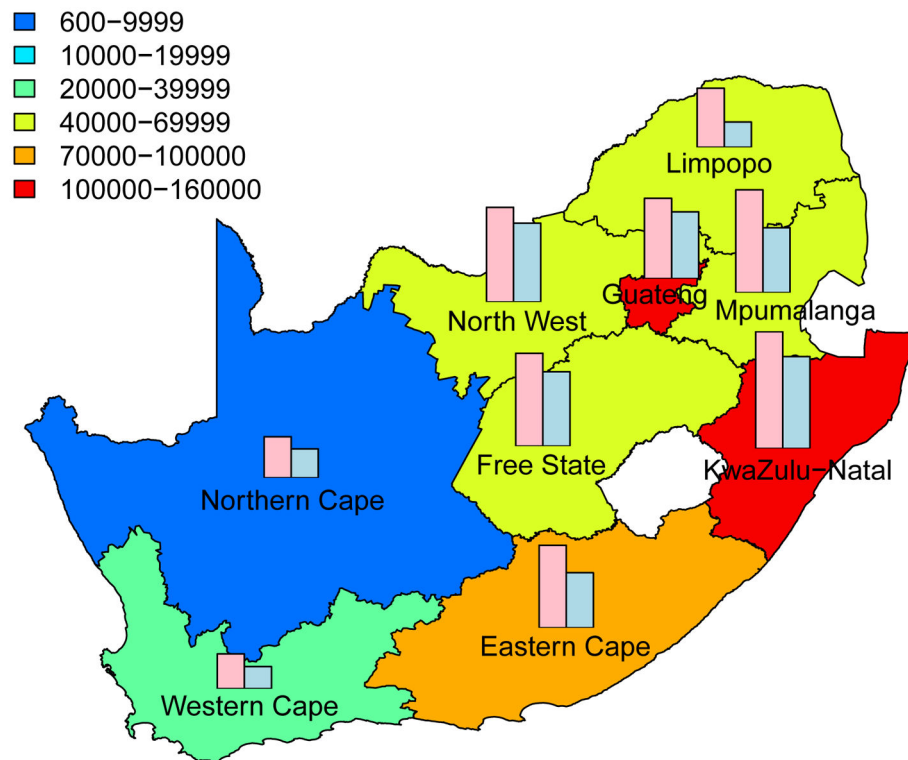 600−9999
10000−19999
20000−39999
40000−69999
70000−100000
100000−160000
Limpopo
Guateng
Mpumalanga
North West
Free State
KwaZulu−Natal
Northern Cape
Eastern Cape
Western Cape